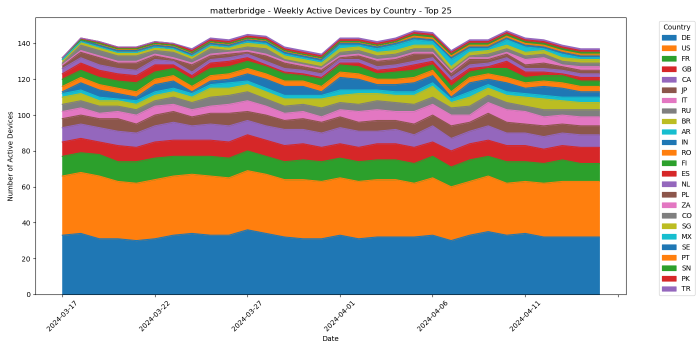 matterbridge - Weekly Active Devices by Country - Top 25
Number of Active Devices
140
120
100
80
60
40
20
0
2024-03-17
2024-03-22
2024-03-27
2024-04-01
2024-04-06
2024-04-11
Date
Country
DE
US
FR
GB
CA
JP
IT
RU
BR
AR
IN
RO
FI
ES
NL
PL
ZA
CO
SG
MX
SE
PT
SN
PK
TR